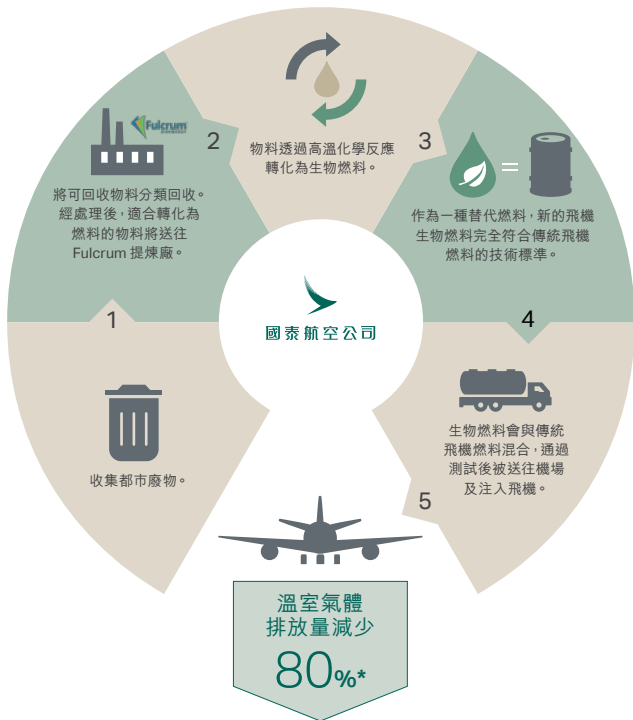 1
收集都市廢物。
2
Fulcrum
將可回收物料分類回收。
經處理後，適合轉化為
燃料的物料將送往
Fulcrum 提煉廠。
3
物料透過高溫化學反應
轉化為生物燃料。
4
=
作為一種替代燃料，新的飛機
生物燃料完全符合傳統飛機
燃料的技術標準。
5
生物燃料會與傳統
飛機燃料混合，通過
測試後被送往機場
及注入飛機。
國泰航空公司
溫室氣體
排放量減少
80%*